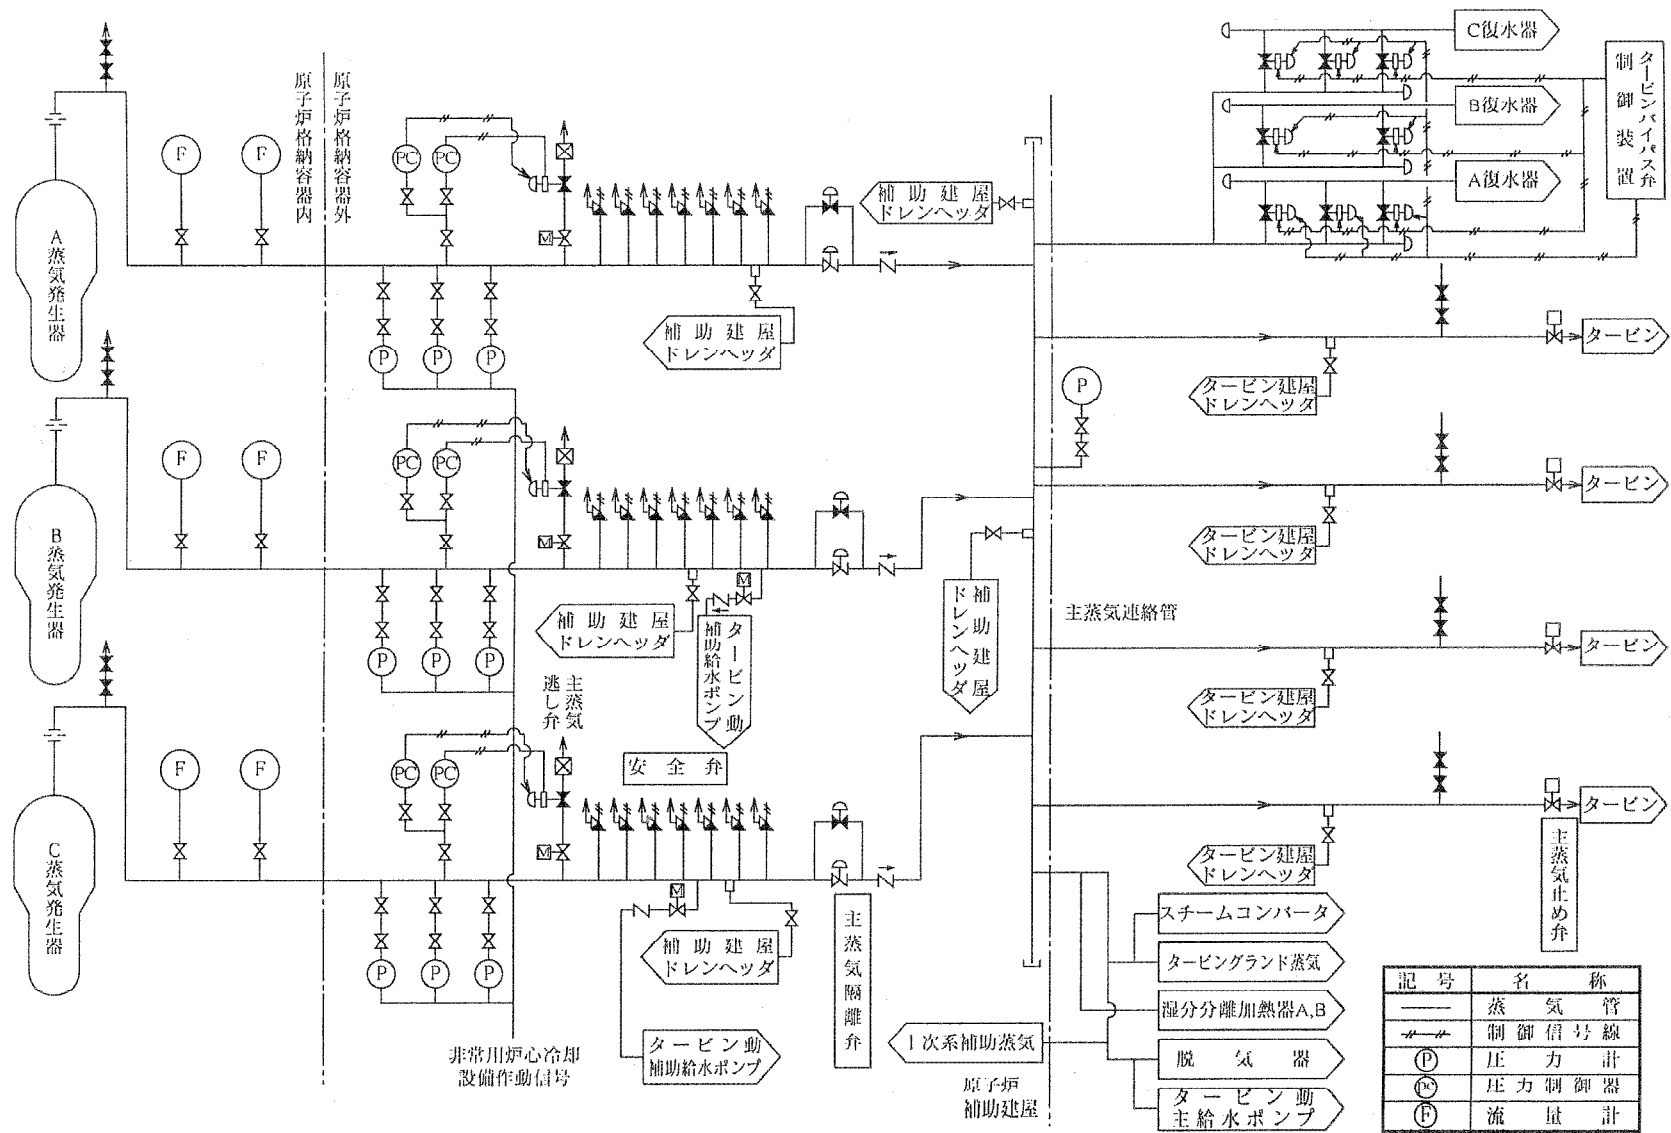 C復水器
B復水器
A復水器
タービンバイパス弁
制御装置
原子炉格納容器内
原子炉格納容器外
F
F
PC
PC
補助建屋
ドレンヘッダ
M
A蒸気発生器
補助建屋
ドレンヘッダ
P
P
P
タービン
タービン建屋
ドレンヘッダ
P
F
F
PC
PC
M
タービン
タービン建屋
ドレンヘッダ
B蒸気発生器
M
補助建屋
ドレンヘッダ
タービン動
補助給水ポンプ
補助建屋
ドレンヘッダ
主蒸気連絡管
P
P
P
タービン
タービン建屋
ドレンヘッダ
主蒸気
逃し弁
安全弁
F
F
PC
PC
M
タービン
タービン建屋
ドレンヘッダ
主蒸気止め弁
C蒸気発生器
M
補助建屋
ドレンヘッダ
主蒸気隔離弁
P
P
P
スチームコンバータ
タービングランド蒸気
湿分分離加熱器A,B
1次系補助蒸気
脱気器
タービン動
主給水ポンプ
非常用炉心冷却
設備作動信号
タービン動
補助給水ポンプ
原子炉
補助建屋
記号 名称
蒸気管
制御信号線
P 圧力計
PC 圧力制御器
F 流量計